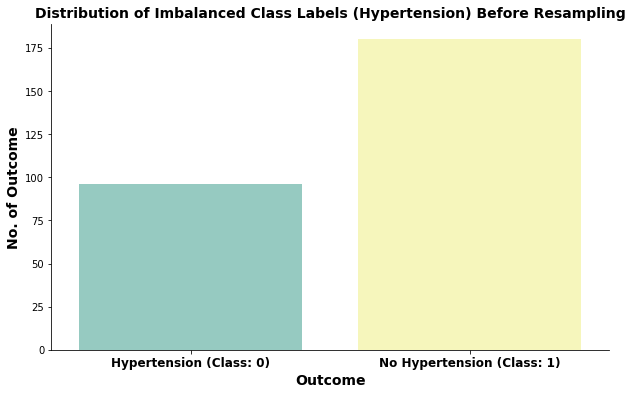 Distribution of Imbalanced Class Labels (Hypertension) Before Resampling
No. of Outcome
175
150
125
100
75
50
25
0
Hypertension (Class: 0)
No Hypertension (Class: 1)
Outcome